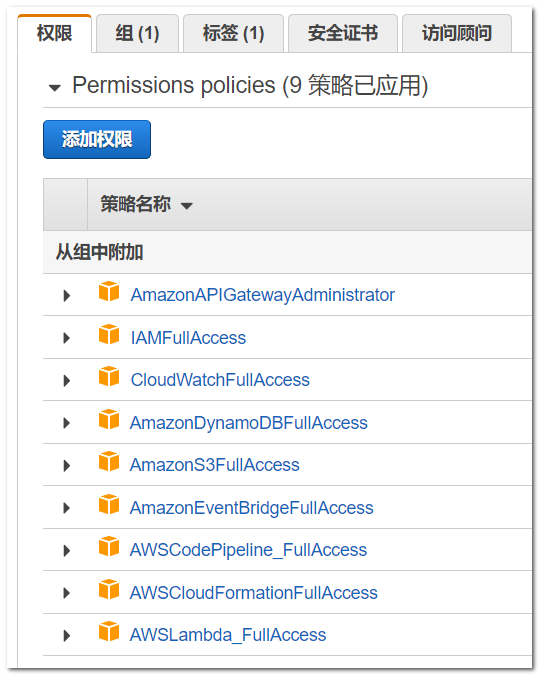 权限 组 (1) 标签 (1) 安全证书 访问顾问
Permissions policies (9 策略已应用)
添加权限
策略名称
从组中附加
AmazonAPIGatewayAdministrator
IAMFullAccess
CloudWatchFullAccess
AmazonDynamoDBFullAccess
AmazonS3FullAccess
AmazonEventBridgeFullAccess
AWSCodePipeline_FullAccess
AWSCloudFormationFullAccess
AWSLambda_FullAccess